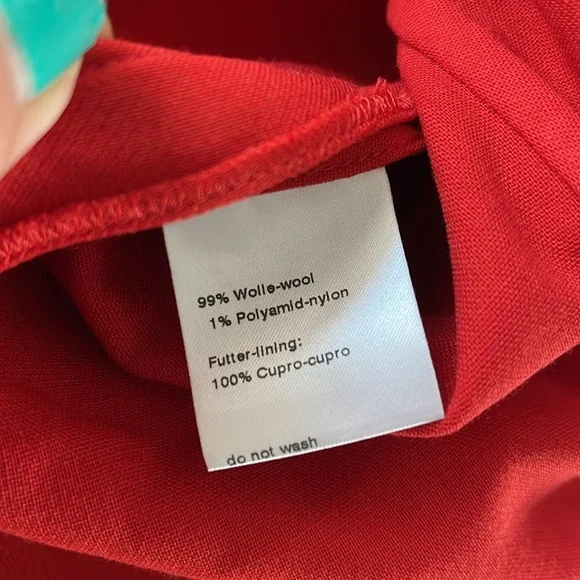 99% Wolle-wool
1% Polyamid-nylon
Futter-lining:
100% Cupro-cupro
do not wash